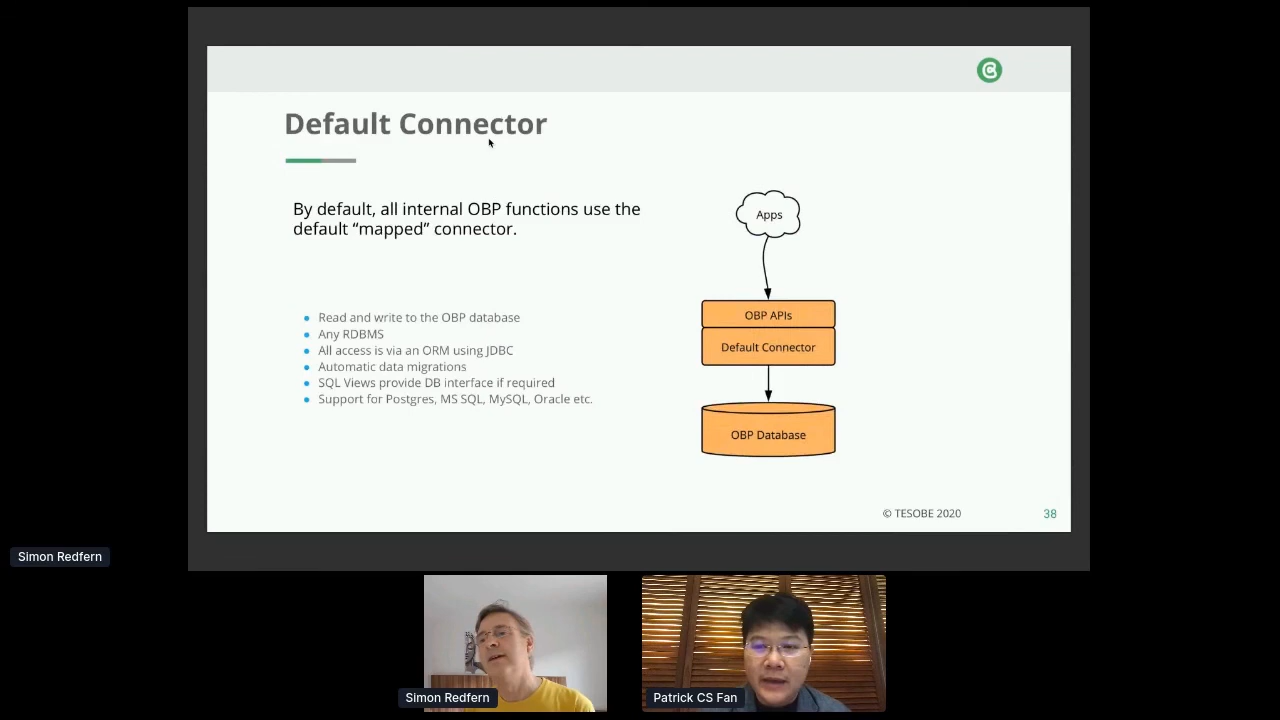 Default Connector
By default, all internal OBP functions use the
default “mapped” connector.
Read and write to the OBP database
Any RDBMS
All access is via an ORM using JDBC
Automatic data migrations
SQL Views provide DB interface if required
Support for Postgres, MS SQL, MySQL, Oracle etc.
Apps
OBP APIs
Default Connector
OBP Database
© TESOBE 2020
38
Simon Redfern
Simon Redfern
Patrick CS Fan